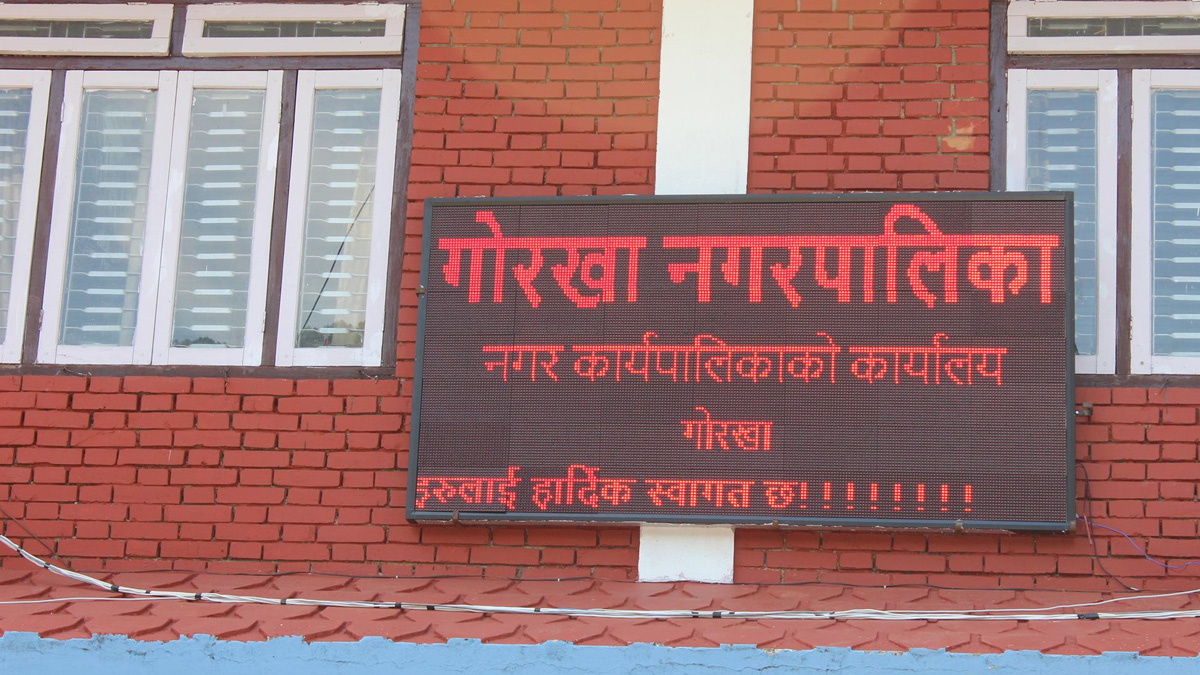 गोरखा नगरपालिका
नगर कार्यपालिकाको कार्यालय
गोरखा
हरुलाई हार्दिक स्वागत छ!!!!!!!!